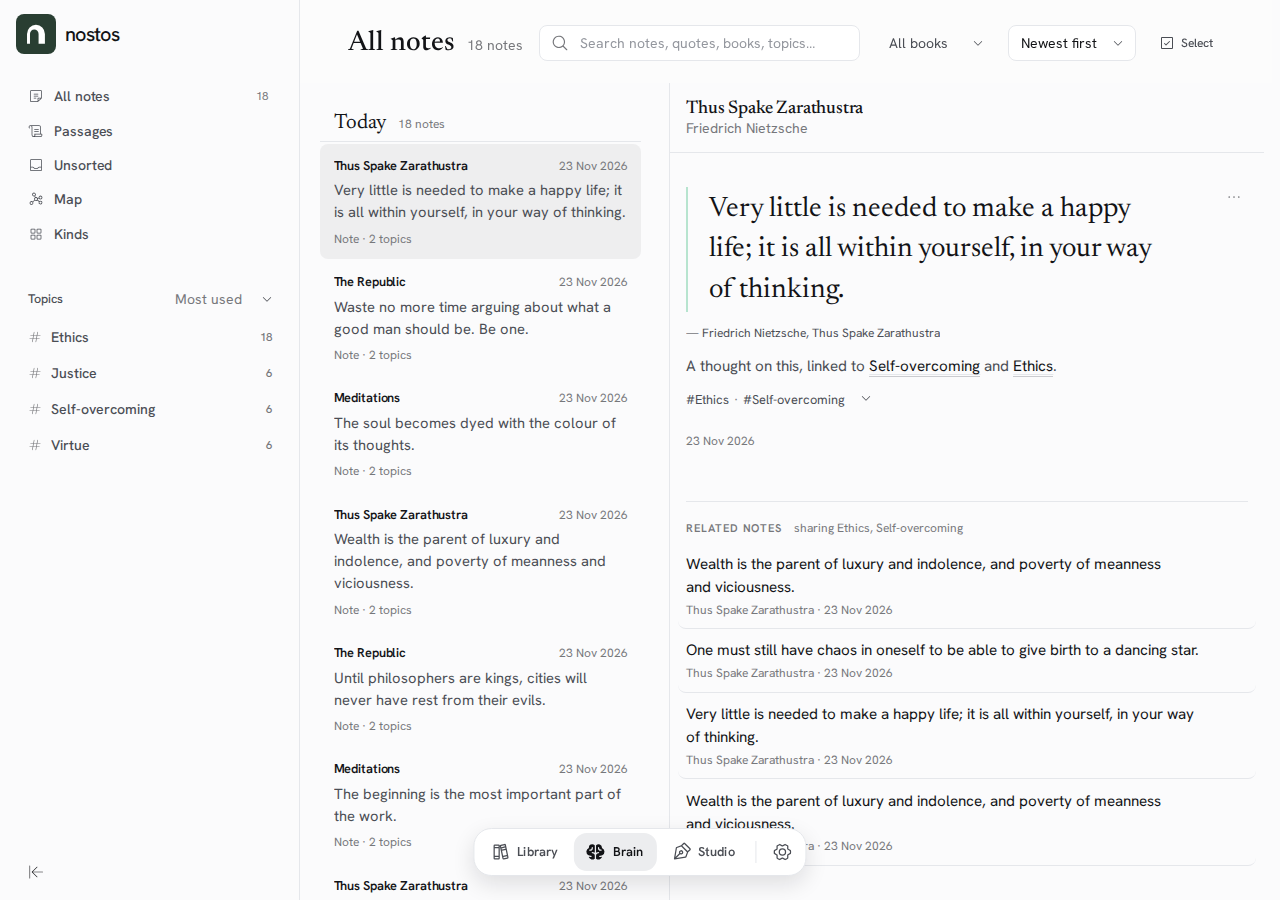 nostos
All notes 18
Passages
Unsorted
Map
Kinds
Topics Most used
# Ethics 18
# Justice 6
# Self-overcoming 6
# Virtue 6
All notes 18 notes
Search notes, quotes, books, topics...
All books
Newest first
Select
Today 18 notes
Thus Spake Zarathustra 23 Nov 2026
Very little is needed to make a happy life; it
is all within yourself, in your way of thinking.
Note · 2 topics
The Republic 23 Nov 2026
Waste no more time arguing about what a
good man should be. Be one.
Note · 2 topics
Meditations 23 Nov 2026
The soul becomes dyed with the colour of
its thoughts.
Note · 2 topics
Thus Spake Zarathustra 23 Nov 2026
Wealth is the parent of luxury and
indolence, and poverty of meanness and
viciousness.
Note · 2 topics
The Republic 23 Nov 2026
Until philosophers are kings, cities will
never have rest from their evils.
Note · 2 topics
Meditations 23 Nov 2026
The beginning is the most important part of
the work.
Note · 2 topics
Thus Spake Zarathustra 23 Nov 2026
Thus Spake Zarathustra
Friedrich Nietzsche
Very little is needed to make a happy
life; it is all within yourself, in your way
of thinking.
— Friedrich Nietzsche, Thus Spake Zarathustra
A thought on this, linked to Self-overcoming and Ethics.
#Ethics · #Self-overcoming
23 Nov 2026
RELATED NOTES sharing Ethics, Self-overcoming
Wealth is the parent of luxury and indolence, and poverty of meanness
and viciousness.
Thus Spake Zarathustra · 23 Nov 2026
One must still have chaos in oneself to be able to give birth to a dancing star.
Thus Spake Zarathustra · 23 Nov 2026
Very little is needed to make a happy life; it is all within yourself, in your way
of thinking.
Thus Spake Zarathustra · 23 Nov 2026
Wealth is the parent of luxury and indolence, and poverty of meanness
and viciousness.
· 23 Nov 2026
Library
Brain
Studio